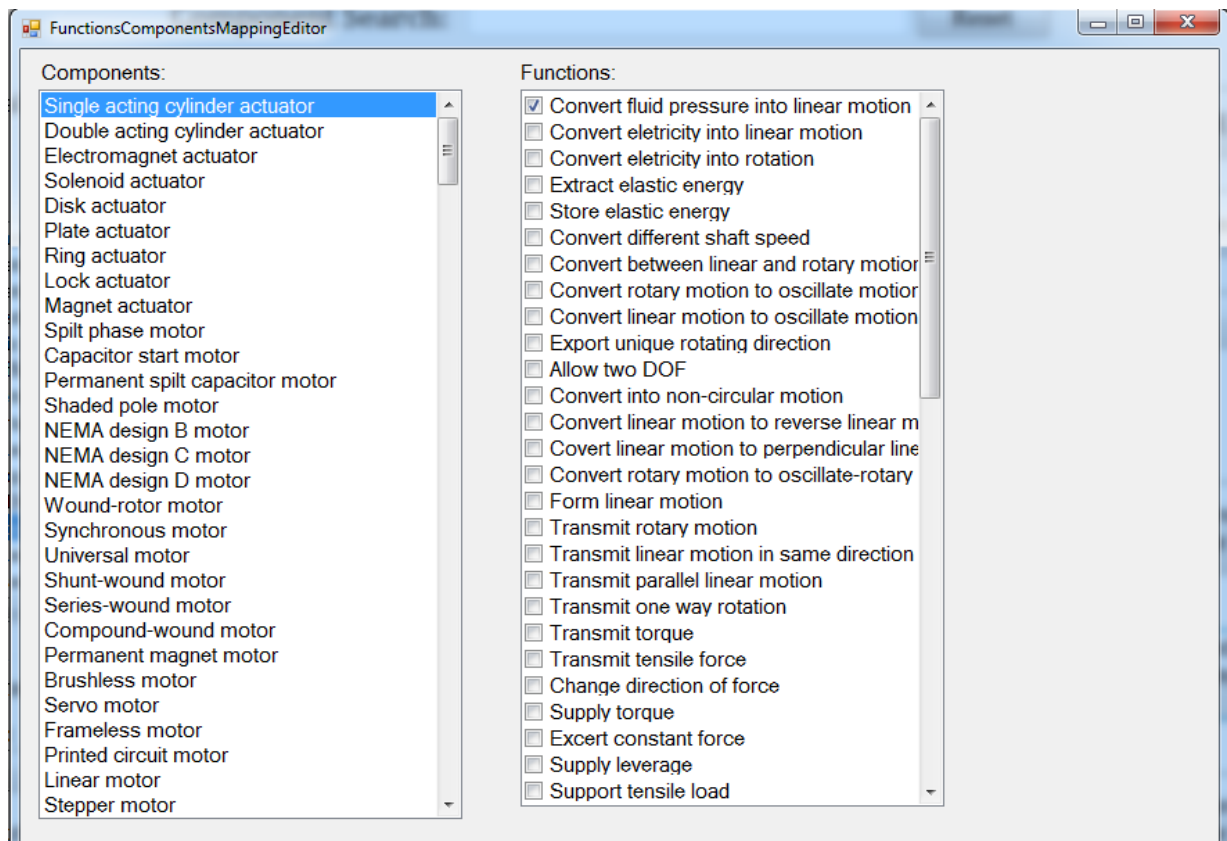 Component Search:
Reset
FunctionsComponentsMappingEditor
Components:
Single acting cylinder actuator
Double acting cylinder actuator
Electromagnet actuator
Solenoid actuator
Disk actuator
Plate actuator
Ring actuator
Lock actuator
Magnet actuator
Spilt phase motor
Capacitor start motor
Permanent spilt capacitor motor
Shaded pole motor
NEMA design B motor
NEMA design C motor
NEMA design D motor
Wound-rotor motor
Synchronous motor
Universal motor
Shunt-wound motor
Series-wound motor
Compound-wound motor
Permanent magnet motor
Brushless motor
Servo motor
Frameless motor
Printed circuit motor
Linear motor
Stepper motor
Functions:
Convert fluid pressure into linear motion
Convert eletricity into linear motion
Convert eletricity into rotation
Extract elastic energy
Store elastic energy
Convert different shaft speed
Convert between linear and rotary motion
Convert rotary motion to oscillate motion
Convert linear motion to oscillate motion
Export unique rotating direction
Allow two DOF
Convert into non-circular motion
Convert linear motion to reverse linear m
Covert linear motion to perpendicular line
Convert rotary motion to oscillate-rotary
Form linear motion
Transmit rotary motion
Transmit linear motion in same direction
Transmit parallel linear motion
Transmit one way rotation
Transmit torque
Transmit tensile force
Change direction of force
Supply torque
Excert constant force
Supply leverage
Support tensile load